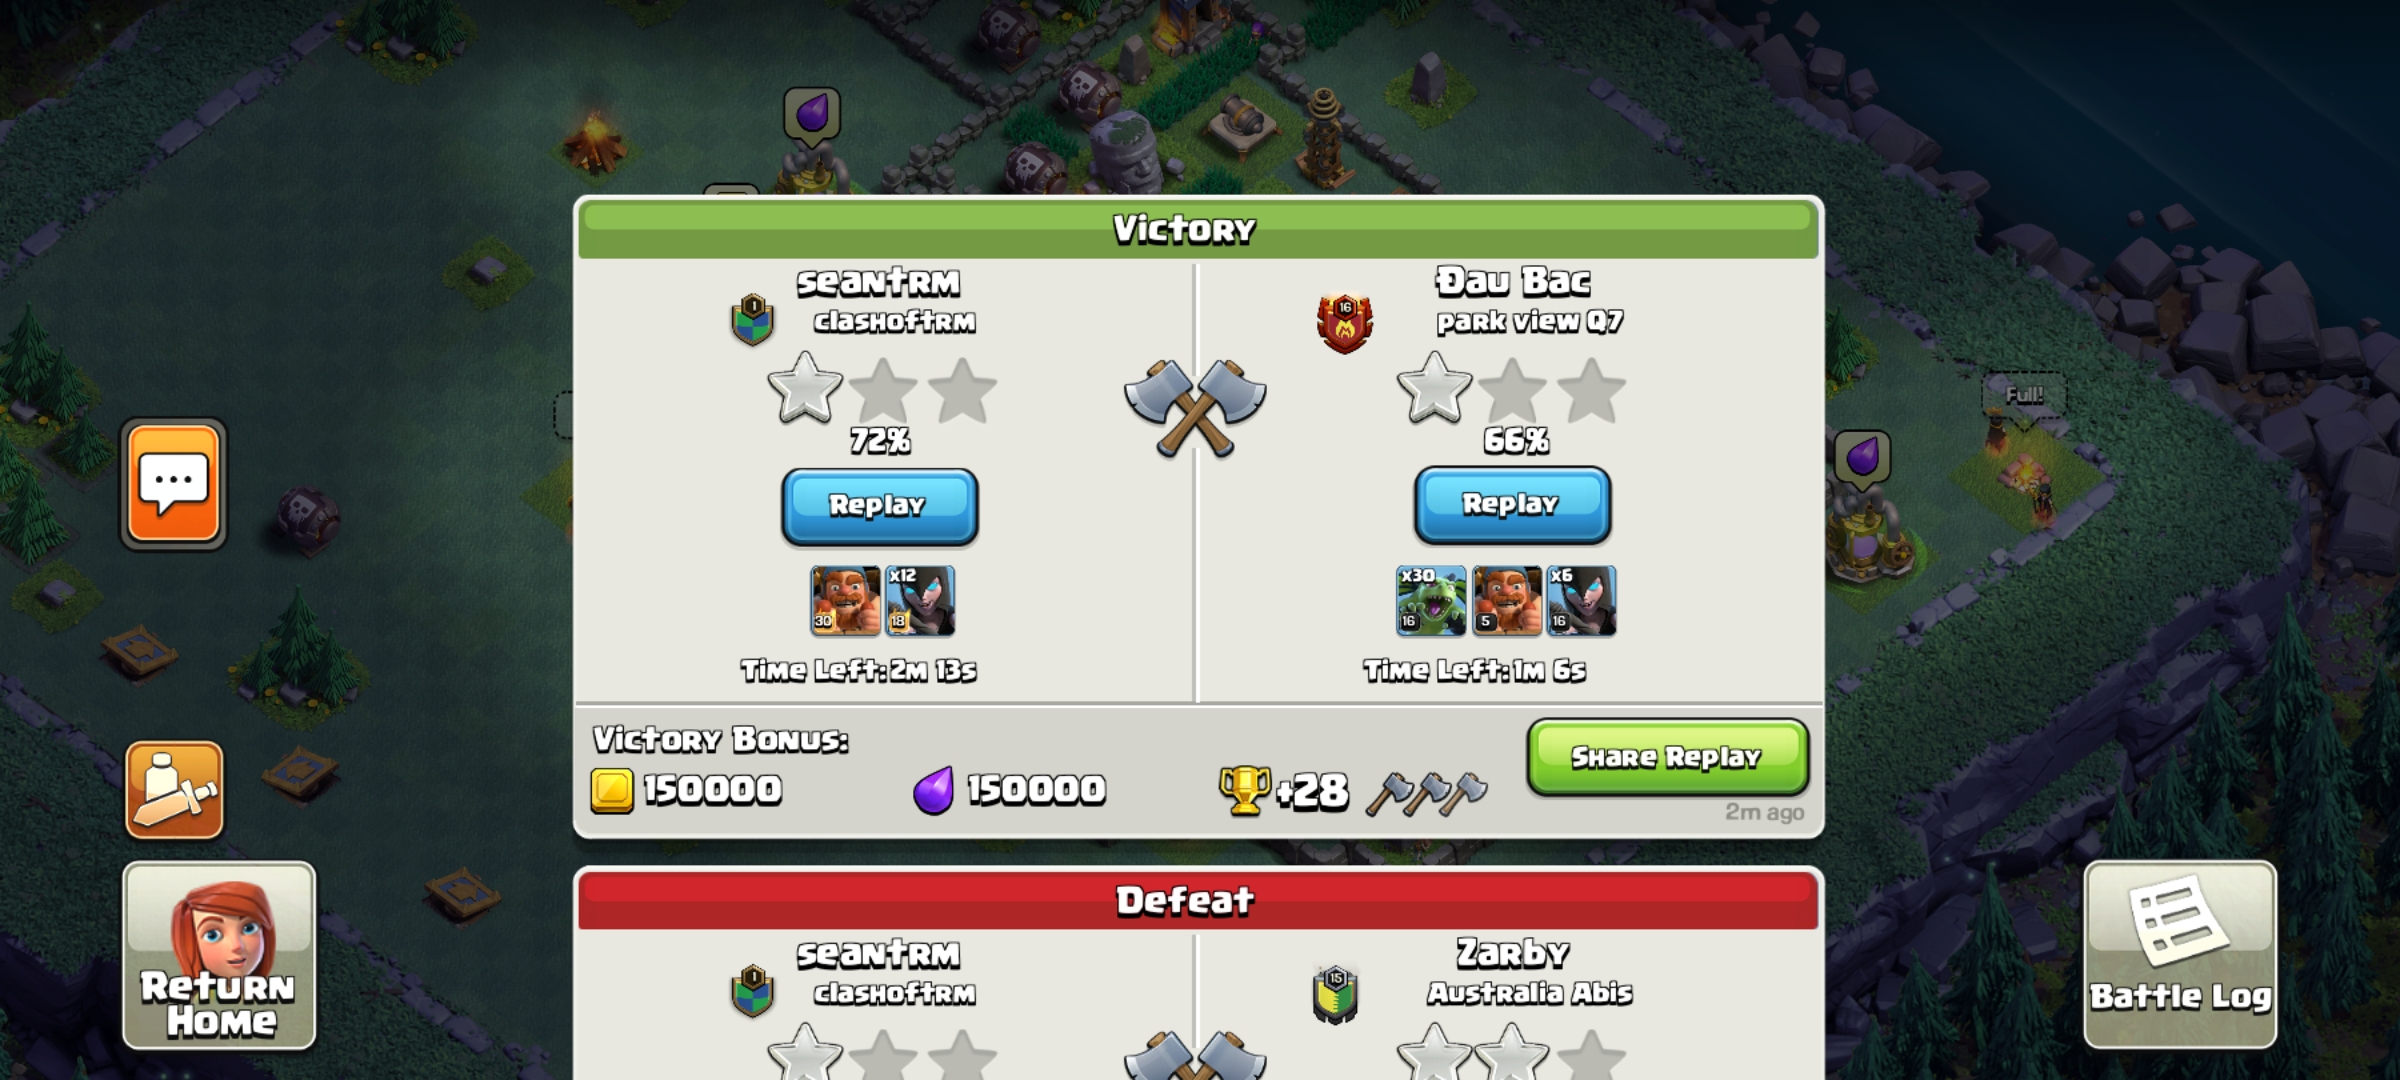 Victory
seantrm
1
clashoftrm
72%
Replay
30
x12
18
Time Left: 2m 13s
Đau Bac
16
park view Q7
66%
Replay
x30
16
5
x6
16
Time Left: 1m 6s
Victory Bonus:
150000
150000
+28
Share Replay
2m ago
Defeat
seantrm
1
clashoftrm
Zarby
15
Australia Abis
Full!
Return
Home
Battle Log